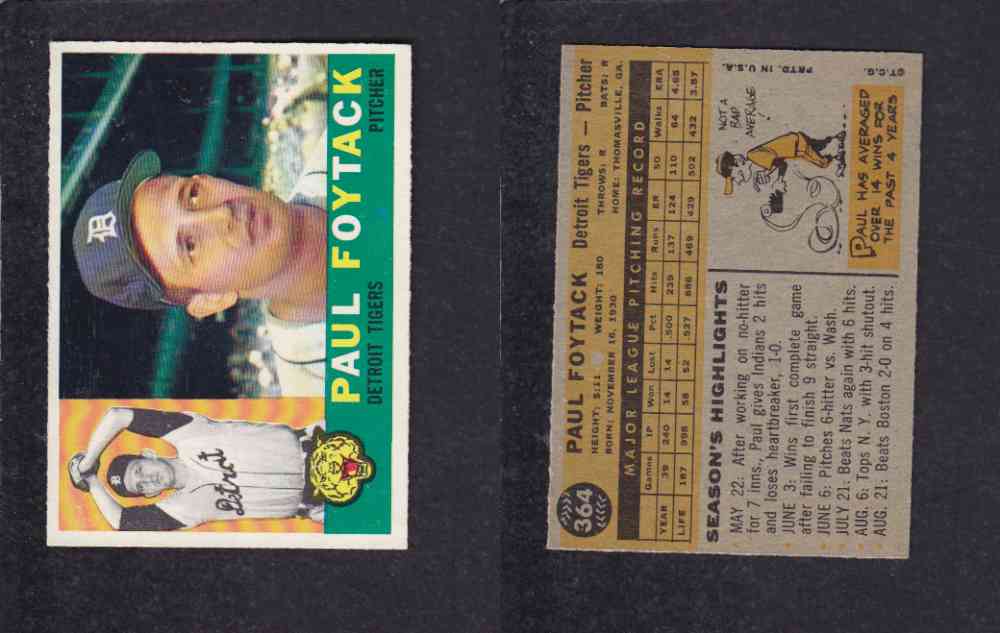 D
Detroit
PAUL FOYTACK
DETROIT TIGERS PITCHER
364
PAUL FOYTACK Detroit Tigers — Pitcher
HEIGHT: 5:11 WEIGHT: 180 THROWS: R BATS: R
BORN: NOVEMBER 16, 1930 HOME: THOMASVILLE, GA.
MAJOR LEAGUE PITCHING RECORD
Games IP Won Lost Pct Hits Runs ER SO Walks ERA
YEAR 39 240 14 14 .500 239 137 124 110 64 4.65
LIFE 187 998 58 52 .527 886 469 429 502 432 3.87
SEASON'S HIGHLIGHTS
MAY 22. After working on no-hitter
for 7 inns., Paul gives Indians 2 hits
and loses heartbreaker, 1-0.
JUNE 3: Wins first complete game
after failing to finish 9 straight.
JUNE 6: Pitches 6-hitter vs. Wash.
JULY 21: Beats Nats again with 6 hits.
AUG. 6: Tops N.Y. with 3-hit shutout.
AUG. 21: Beats Boston 2-0 on 4 hits.
NOT A
BAD
AVERAGE!
PAUL HAS AVERAGED
OVER 14 WINS FOR
THE PAST 4 YEARS
©T.C.G. PRTD. IN U.S.A.